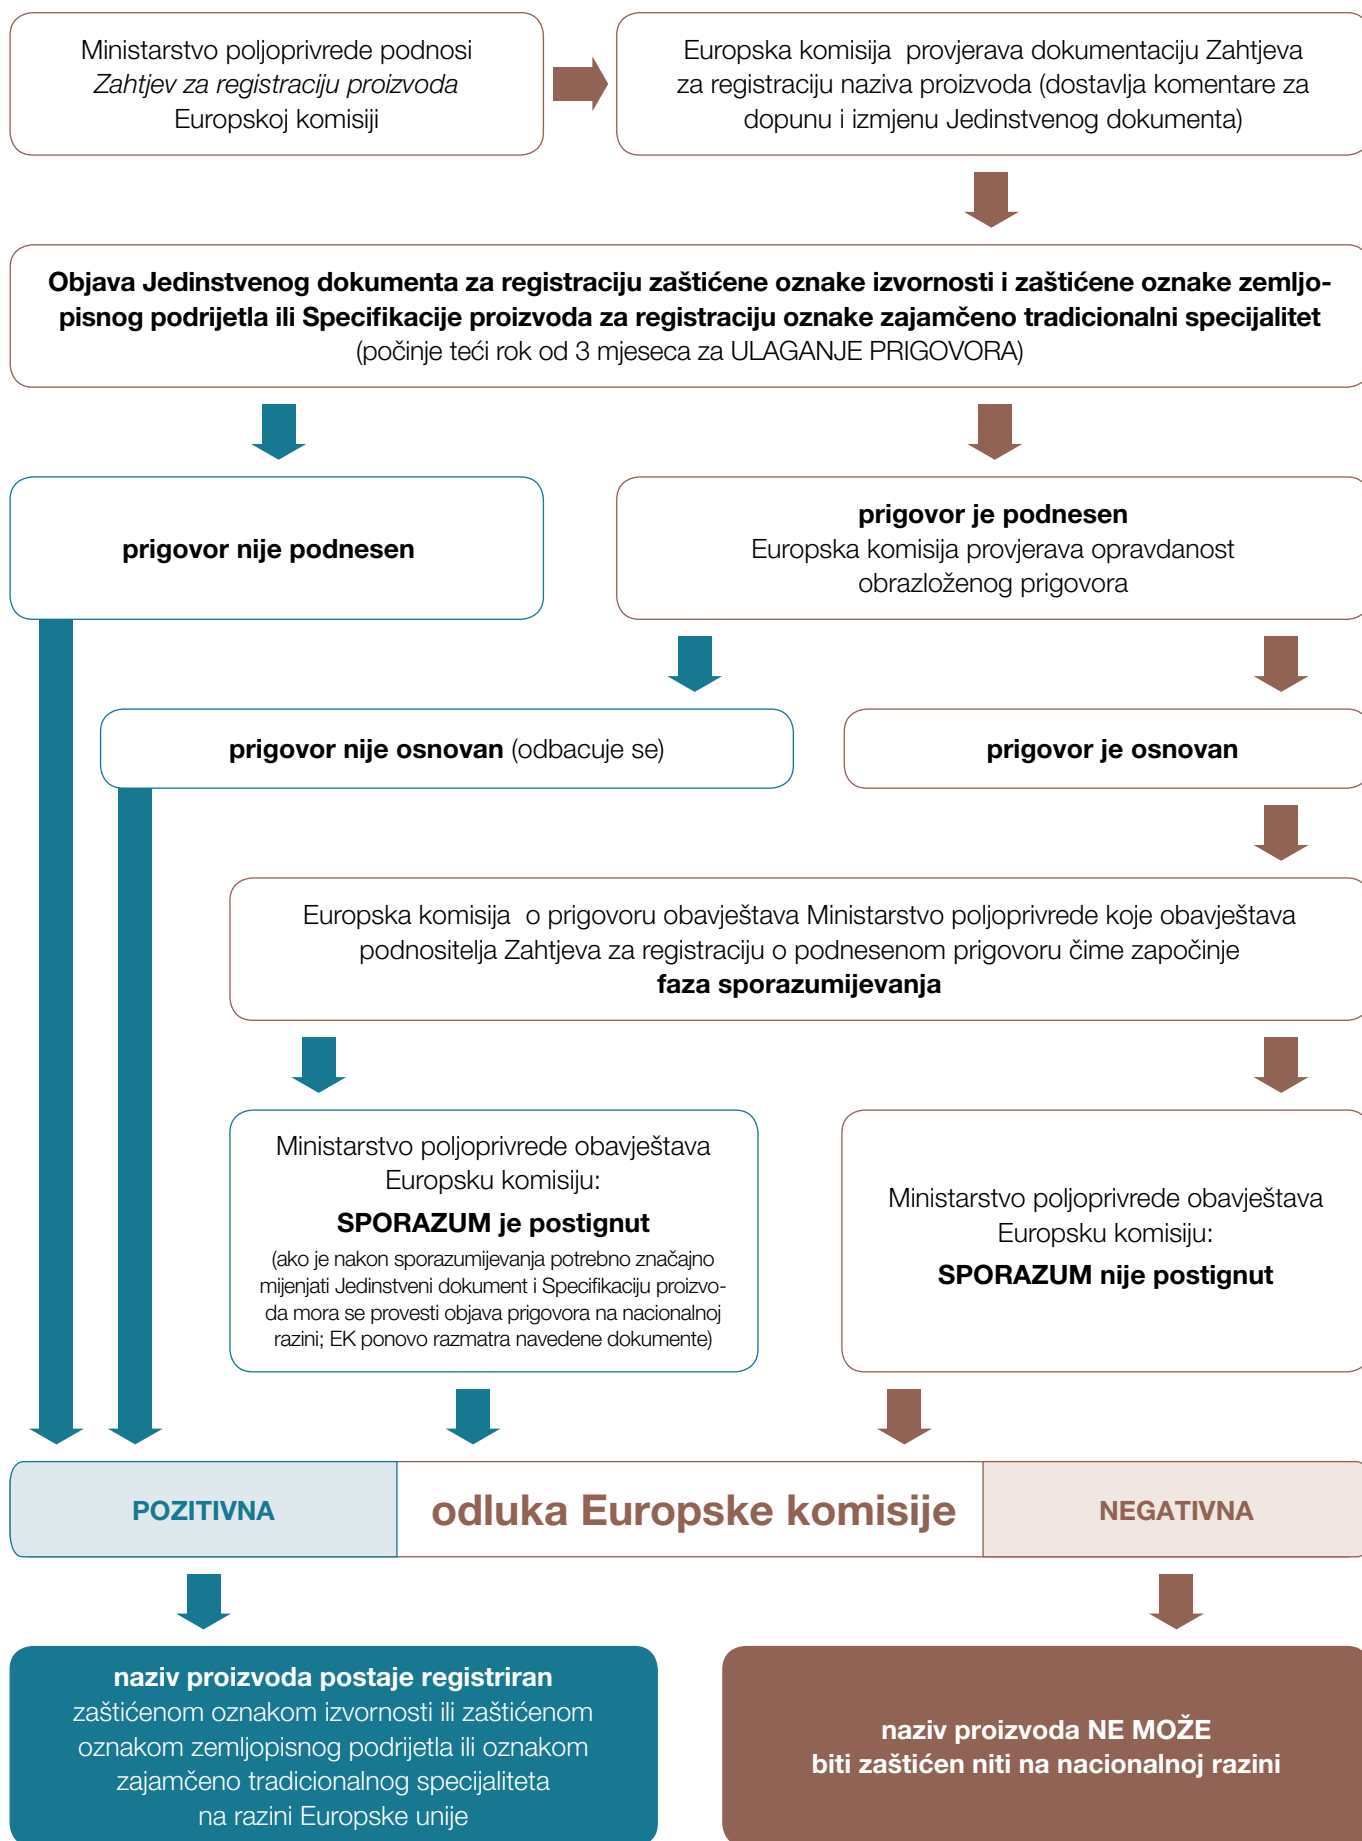 Ministarstvo poljoprivrede podnosi
Zahtjev za registraciju proizvoda
Europskoj komisiji
Europska komisija provjerava dokumentaciju Zahtjeva
za registraciju naziva proizvoda (dostavlja komentare za
dopunu i izmjenu Jedinstvenog dokumenta)
Objava Jedinstvenog dokumenta za registraciju zaštićene oznake izvornosti i zaštićene oznake zemljo-
pisnog podrijetla ili Specifikacije proizvoda za registraciju oznake zajamčeno tradicionalni specijalitet
(počinje teći rok od 3 mjeseca za ULAGANJE PRIGOVORA)
prigovor nije podnesen
prigovor je podnesen
Europska komisija provjerava opravdanost
obrazloženog prigovora
prigovor nije osnovan (odbacuje se)
prigovor je osnovan
Europska komisija o prigovoru obavještava Ministarstvo poljoprivrede koje obavještava
podnositelja Zahtjeva za registraciju o podnesenom prigovoru čime započinje
faza sporazumijevanja
Ministarstvo poljoprivrede obavještava
Europsku komisiju:
SPORAZUM je postignut
(ako je nakon sporazumijevanja potrebno značajno
mijenjati Jedinstveni dokument i Specifikaciju proizvo-
da mora se provesti objava prigovora na nacionalnoj
razini; EK ponovo razmatra navedene dokumente)
Ministarstvo poljoprivrede obavještava
Europsku komisiju:
SPORAZUM nije postignut
POZITIVNA
odluka Europske komisije
NEGATIVNA
naziv proizvoda postaje registriran
zaštićenom oznakom izvornosti ili zaštićenom
oznakom zemljopisnog podrijetla ili oznakom
zajamčeno tradicionalnog specijaliteta
na razini Europske unije
naziv proizvoda NE MOŽE
biti zaštićen niti na nacionalnoj razini